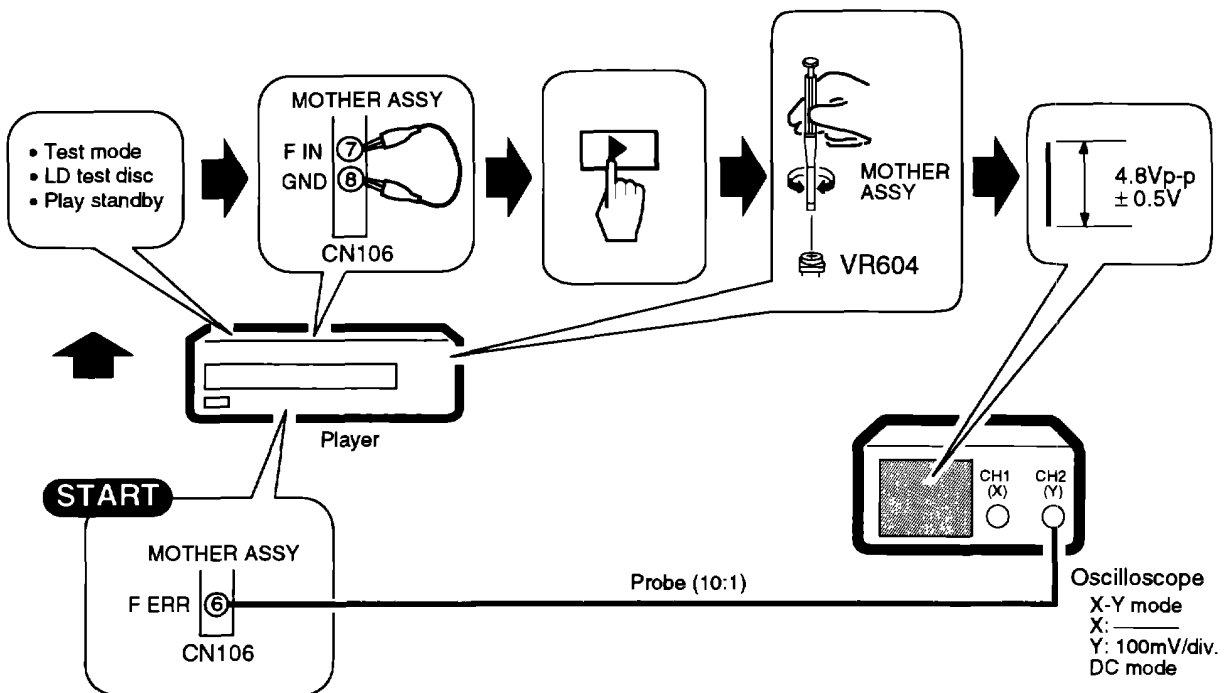 • Test mode
• LD test disc
• Play standby
MOTHER ASSY
F IN ⑦
GND ⑧
CN106
MOTHER
ASSY
VR604
4.8Vp-p
± 0.5V
Player
START
MOTHER ASSY
F ERR ⑥
CN106
Probe (10:1)
CH1
(X)
CH2
(Y)
Oscilloscope
X-Y mode
X: ———
Y: 100mV/div.
DC mode